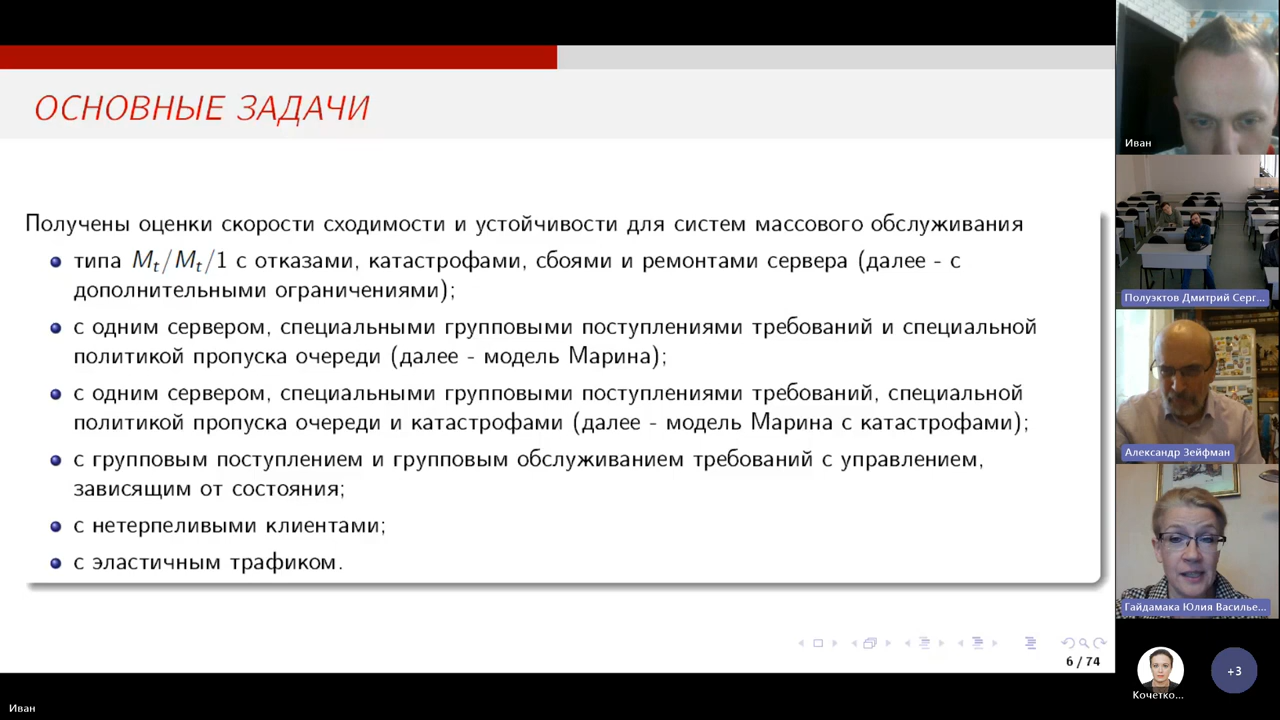 ОСНОВНЫЕ ЗАДАЧИ
Получены оценки скорости сходимости и устойчивости для систем массового обслуживания
типа Mt/Mt/1 с отказами, катастрофами, сбоями и ремонтами сервера (далее - с
дополнительными ограничениями);
с одним сервером, специальными групповыми поступлениями требований и специальной
политикой пропуска очереди (далее - модель Марина);
с одним сервером, специальными групповыми поступлениями требований, специальной
политикой пропуска очереди и катастрофами (далее - модель Марина с катастрофами);
с групповым поступлением и групповым обслуживанием требований с управлением,
зависящим от состояния;
с нетерпеливыми клиентами;
с эластичным трафиком.
6 / 74
Иван
Иван
Полуэктов Дмитрий Серг...
Александр Зейфман
Гайдамака Юлия Василье...
Кочетко...
+3